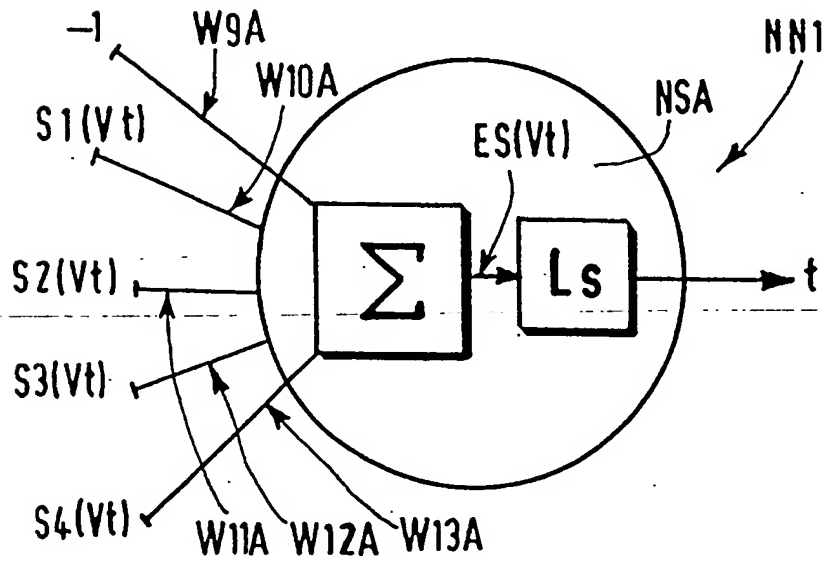 -1
W9A
W10A
NN1
S1(Vt)
NSA
ES(Vt)
S2(Vt)
Σ
Ls
t
S3(Vt)
S4(Vt)
W11A
W12A
W13A